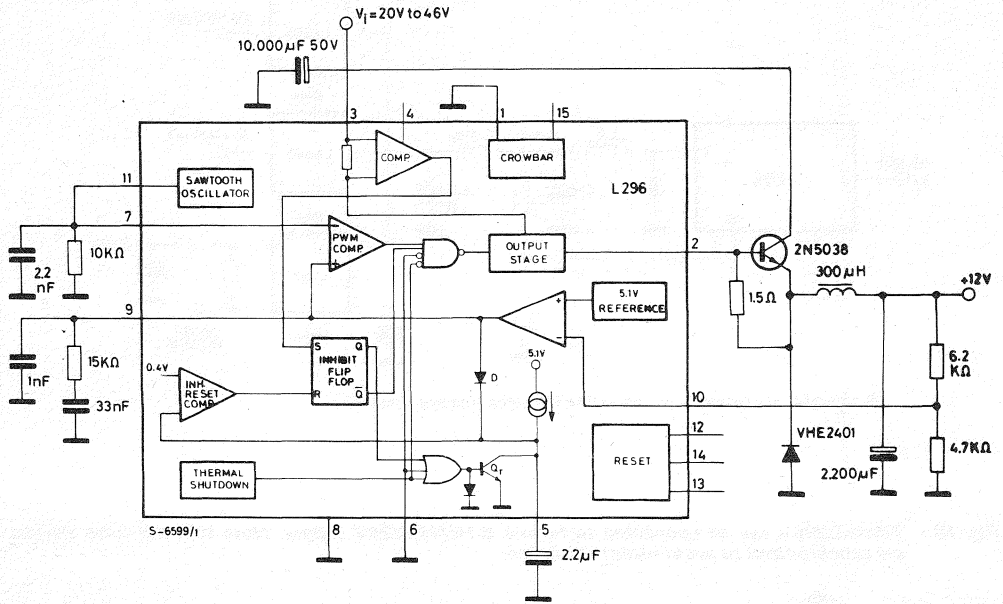 Vi = 20V to 46V
10.000µF 50V
3
4
1
15
COMP.
CROWBAR
L296
11
SAWTOOTH
OSCILLATOR
7
PWM
COMP
OUTPUT
STAGE
2
2N5038
300µH
+12V
10KΩ
2.2
nF
1.5Ω
5.1V
REFERENCE
9
15KΩ
1nF
33nF
0.4V
INH.
RESET
COMP.
S
Q
INHIBIT
FLIP
FLOP
R
Q̅
D
5.1V
6.2
KΩ
10
12
RESET
14
13
VHE2401
2.200µF
4.7KΩ
THERMAL
SHUTDOWN
Qr
S-6599/1
8
6
5
2.2µF